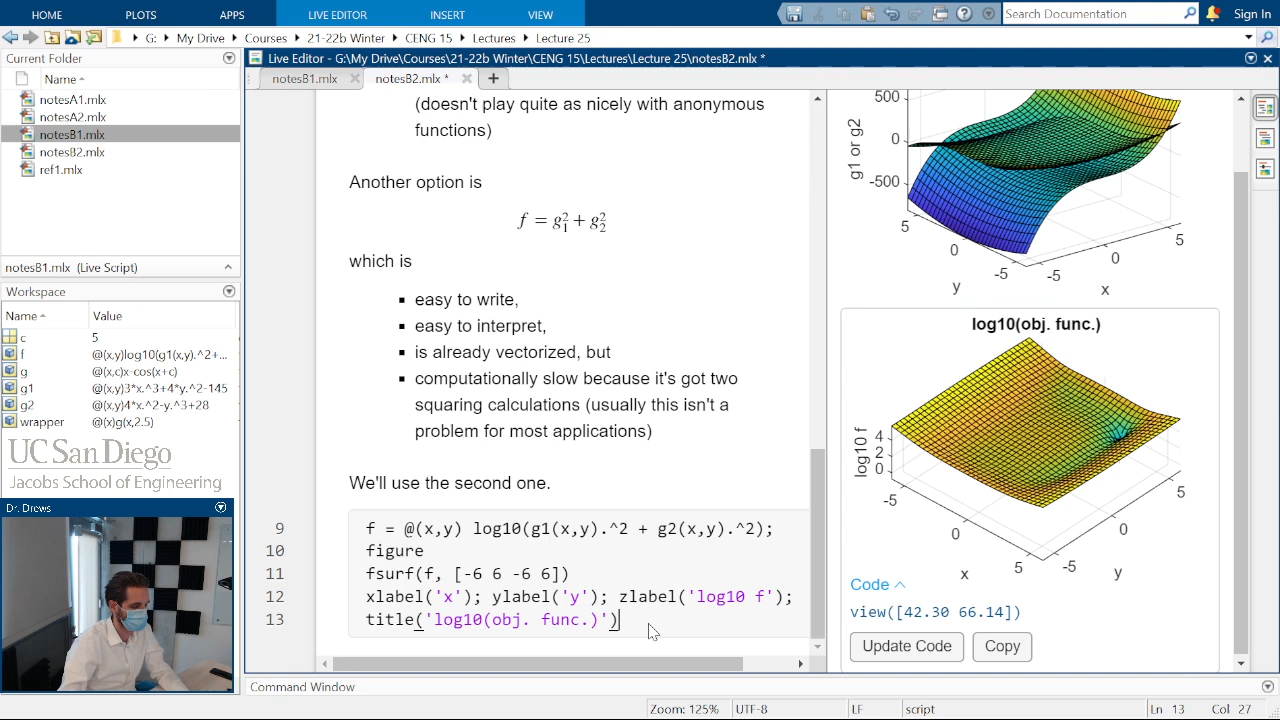 HOME PLOTS APPS LIVE EDITOR INSERT VIEW Search Documentation Sign In
G: My Drive Courses 21-22b Winter CENG 15 Lectures Lecture 25
Current Folder
Live Editor - G:\My Drive\Courses\21-22b Winter\CENG 15\Lectures\Lecture 25\notesB2.mlx *
Name
notesB1.mlx notesB2.mlx * +
notesA1.mlx
notesA2.mlx
notesB1.mlx
notesB2.mlx
ref1.mlx
notesB1.mlx (Live Script)
Workspace
Name Value
c 5
f @(x,y)log10(g1(x,y).^2+...
g @(x,c)x-cos(x+c)
g1 @(x,y)3*x.^3+4*y.^2-145
g2 @(x,y)4*x.^2-y.^3+28
wrapper @(x)g(x,2.5)
UC San Diego
Jacobs School of Engineering
Dr. Drews
(doesn't play quite as nicely with anonymous
functions)
Another option is
f = g₁² + g₂²
which is
▪ easy to write,
▪ easy to interpret,
▪ is already vectorized, but
▪ computationally slow because it's got two
squaring calculations (usually this isn't a
problem for most applications)
We'll use the second one.
9 f = @(x,y) log10(g1(x,y).^2 + g2(x,y).^2);
10 figure
11 fsurf(f, [-6 6 -6 6])
12 xlabel('x'); ylabel('y'); zlabel('log10 f');
13 title('log10(obj. func.)')
500
0
-500
g1 or g2
5
0
-5
y
-5
0
5
x
log10(obj. func.)
4
2
0
log10 f
-5
0
5
x
-5
0
5
y
Code
view([42.30 66.14])
Update Code Copy
Command Window
Zoom: 125% UTF-8 LF script Ln 13 Col 27